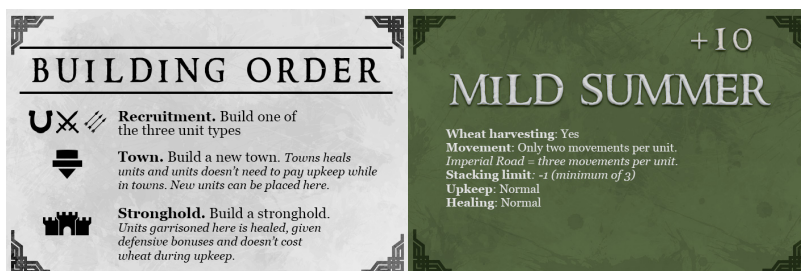 BUILDING ORDER
Recruitment. Build one of
the three unit types
Town. Build a new town. Towns heals
units and units doesn't need to pay upkeep while
in towns. New units can be placed here.
Stronghold. Build a stronghold.
Units garrisoned here is healed, given
defensive bonuses and doesn't cost
wheat during upkeep.
+10
MILD SUMMER
Wheat harvesting: Yes
Movement: Only two movements per unit.
Imperial Road = three movements per unit.
Stacking limit: -1 (minimum of 3)
Upkeep: Normal
Healing: Normal